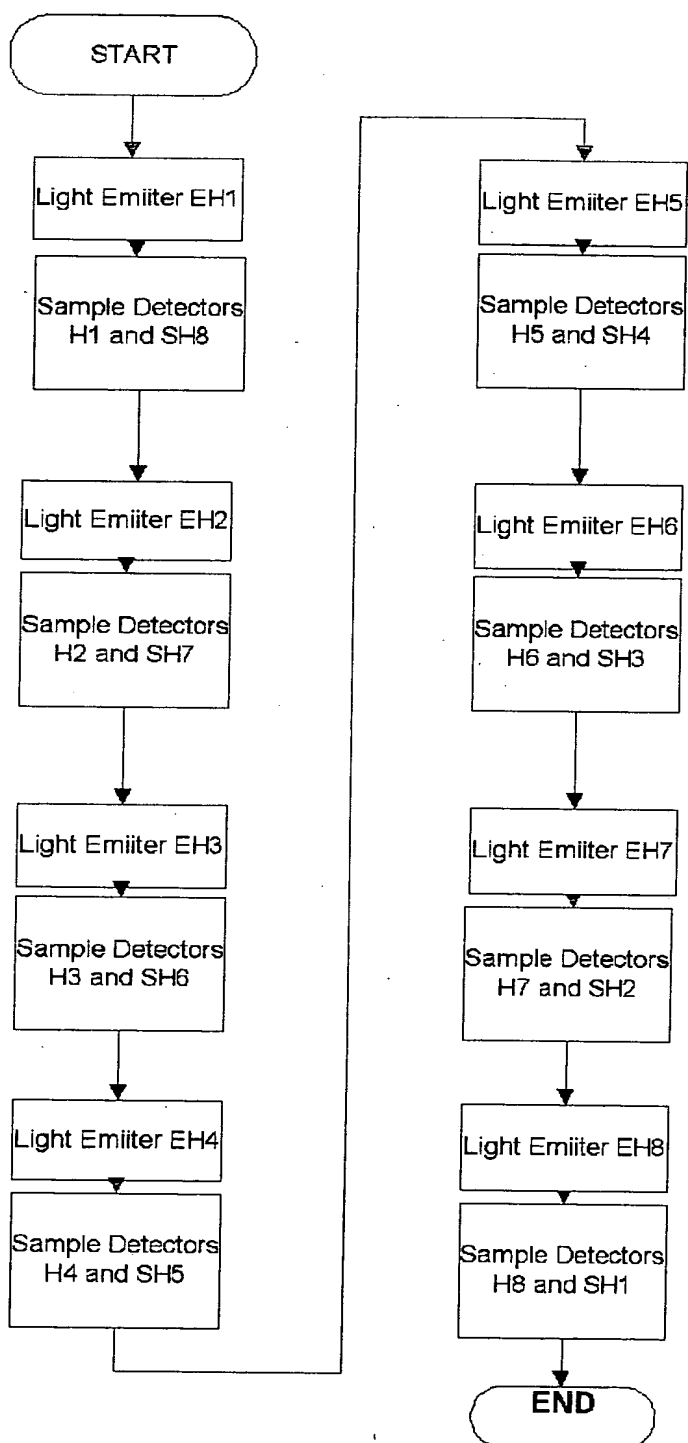 START
Light Emiiter EH1
Sample Detectors
H1 and SH8
Light Emiiter EH2
Sample Detectors
H2 and SH7
Light Emiiter EH3
Sample Detectors
H3 and SH6
Light Emiiter EH4
Sample Detectors
H4 and SH5
Light Emiiter EH5
Sample Detectors
H5 and SH4
Light Emiiter EH6
Sample Detectors
H6 and SH3
Light Emiiter EH7
Sample Detectors
H7 and SH2
Light Emiiter EH8
Sample Detectors
H8 and SH1
END